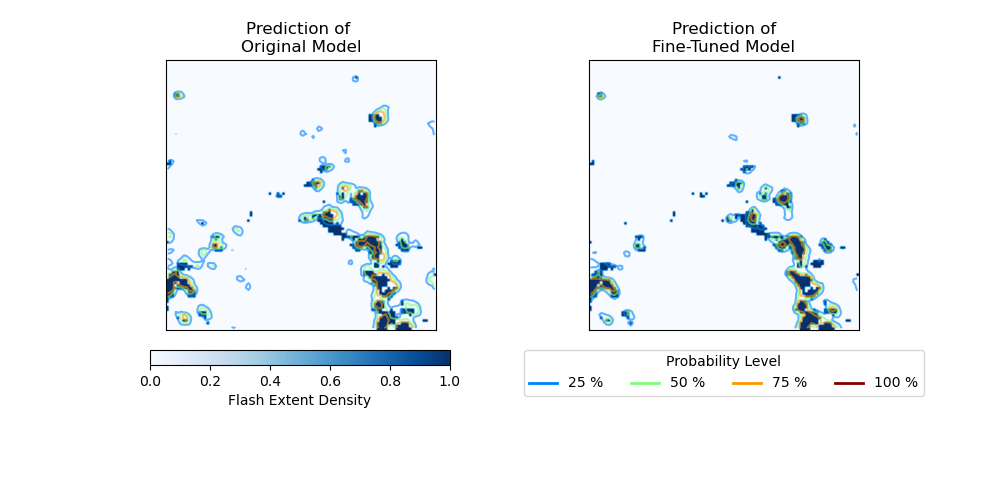 Prediction of
Original Model
Prediction of
Fine-Tuned Model
0.0 0.2 0.4 0.6 0.8 1.0
Flash Extent Density
Probability Level
25 % 50 % 75 % 100 %